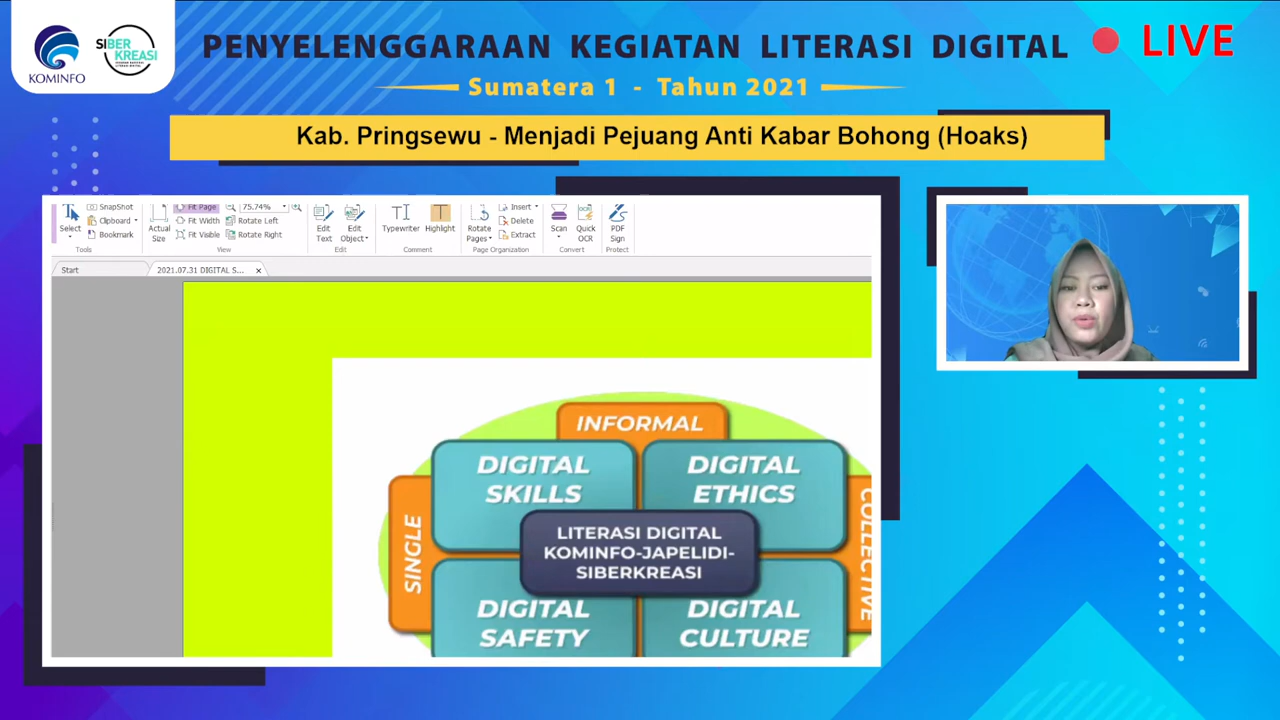 KOMINFO
SIBER
KREASI
PENYELENGGARAAN KEGIATAN LITERASI DIGITAL
LIVE
Sumatera 1 - Tahun 2021
Kab. Pringsewu - Menjadi Pejuang Anti Kabar Bohong (Hoaks)
Select
SnapShot
Clipboard
Bookmark
Tools
Actual
Size
Fit Page
Fit Width
Fit Visible
75.74%
Rotate Left
Rotate Right
View
Edit
Text
Edit
Object
Edit
Typewriter
Highlight
Comment
Rotate
Pages
Insert
Delete
Extract
Page Organization
Scan
Quick
OCR
Convert
PDF
Sign
Protect
Start
2021.07.31 DIGITAL S...
INFORMAL
DIGITAL
SKILLS
DIGITAL
ETHICS
SINGLE
LITERASI DIGITAL
KOMINFO-JAPELIDI-
SIBERKREASI
COLLECTIVE
DIGITAL
SAFETY
DIGITAL
CULTURE